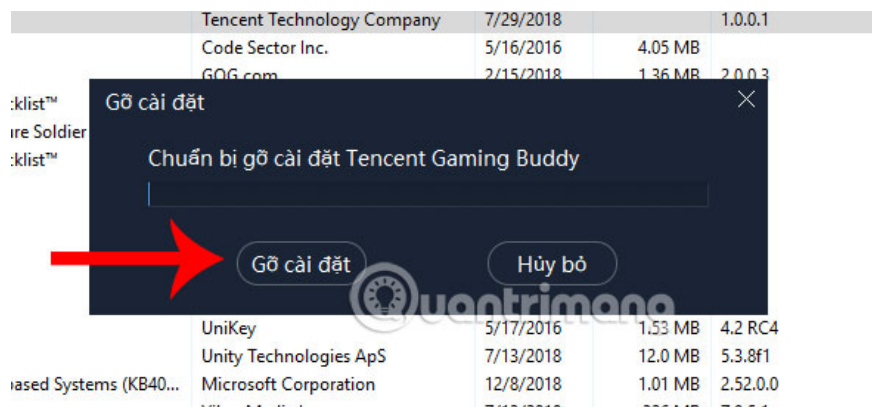 Tencent Technology Company 7/29/2018 1.0.0.1
Code Sector Inc. 5/16/2016 4.05 MB
GOG.com 2/15/2018 1.36 MB 2.0.0.3
:klist™ Gỡ cài đặt
ire Soldier
:klist™ Chuẩn bị gỡ cài đặt Tencent Gaming Buddy
Gỡ cài đặt Hủy bỏ
Quantrimang
UniKey 5/17/2016 1.53 MB 4.2 RC4
Unity Technologies ApS 7/13/2018 12.0 MB 5.3.8f1
ased Systems (KB40... Microsoft Corporation 12/8/2018 1.01 MB 2.52.0.0